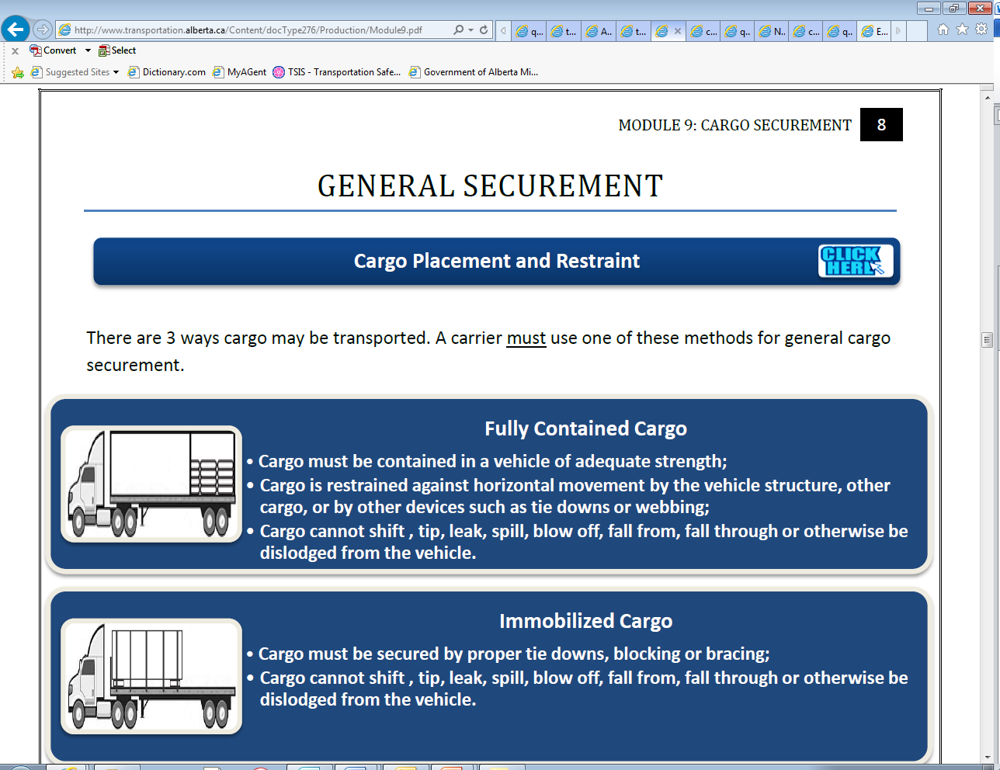 http://www.transportation.alberta.ca/Content/docType276/Production/Module9.pdf
q... t... A.. t... c... q.. N.. c... q.. E...
x Convert Select
Suggested Sites Dictionary.com MyAGent TSIS - Transportation Safe... Government of Alberta Mi...
MODULE 9: CARGO SECUREMENT 8
GENERAL SECUREMENT
Cargo Placement and Restraint
CLICK
HERE
There are 3 ways cargo may be transported. A carrier must use one of these methods for general cargo
securement.
Fully Contained Cargo
• Cargo must be contained in a vehicle of adequate strength;
• Cargo is restrained against horizontal movement by the vehicle structure, other
cargo, or by other devices such as tie downs or webbing;
• Cargo cannot shift , tip, leak, spill, blow off, fall from, fall through or otherwise be
dislodged from the vehicle.
Immobilized Cargo
• Cargo must be secured by proper tie downs, blocking or bracing;
• Cargo cannot shift , tip, leak, spill, blow off, fall from, fall through or otherwise be
dislodged from the vehicle.